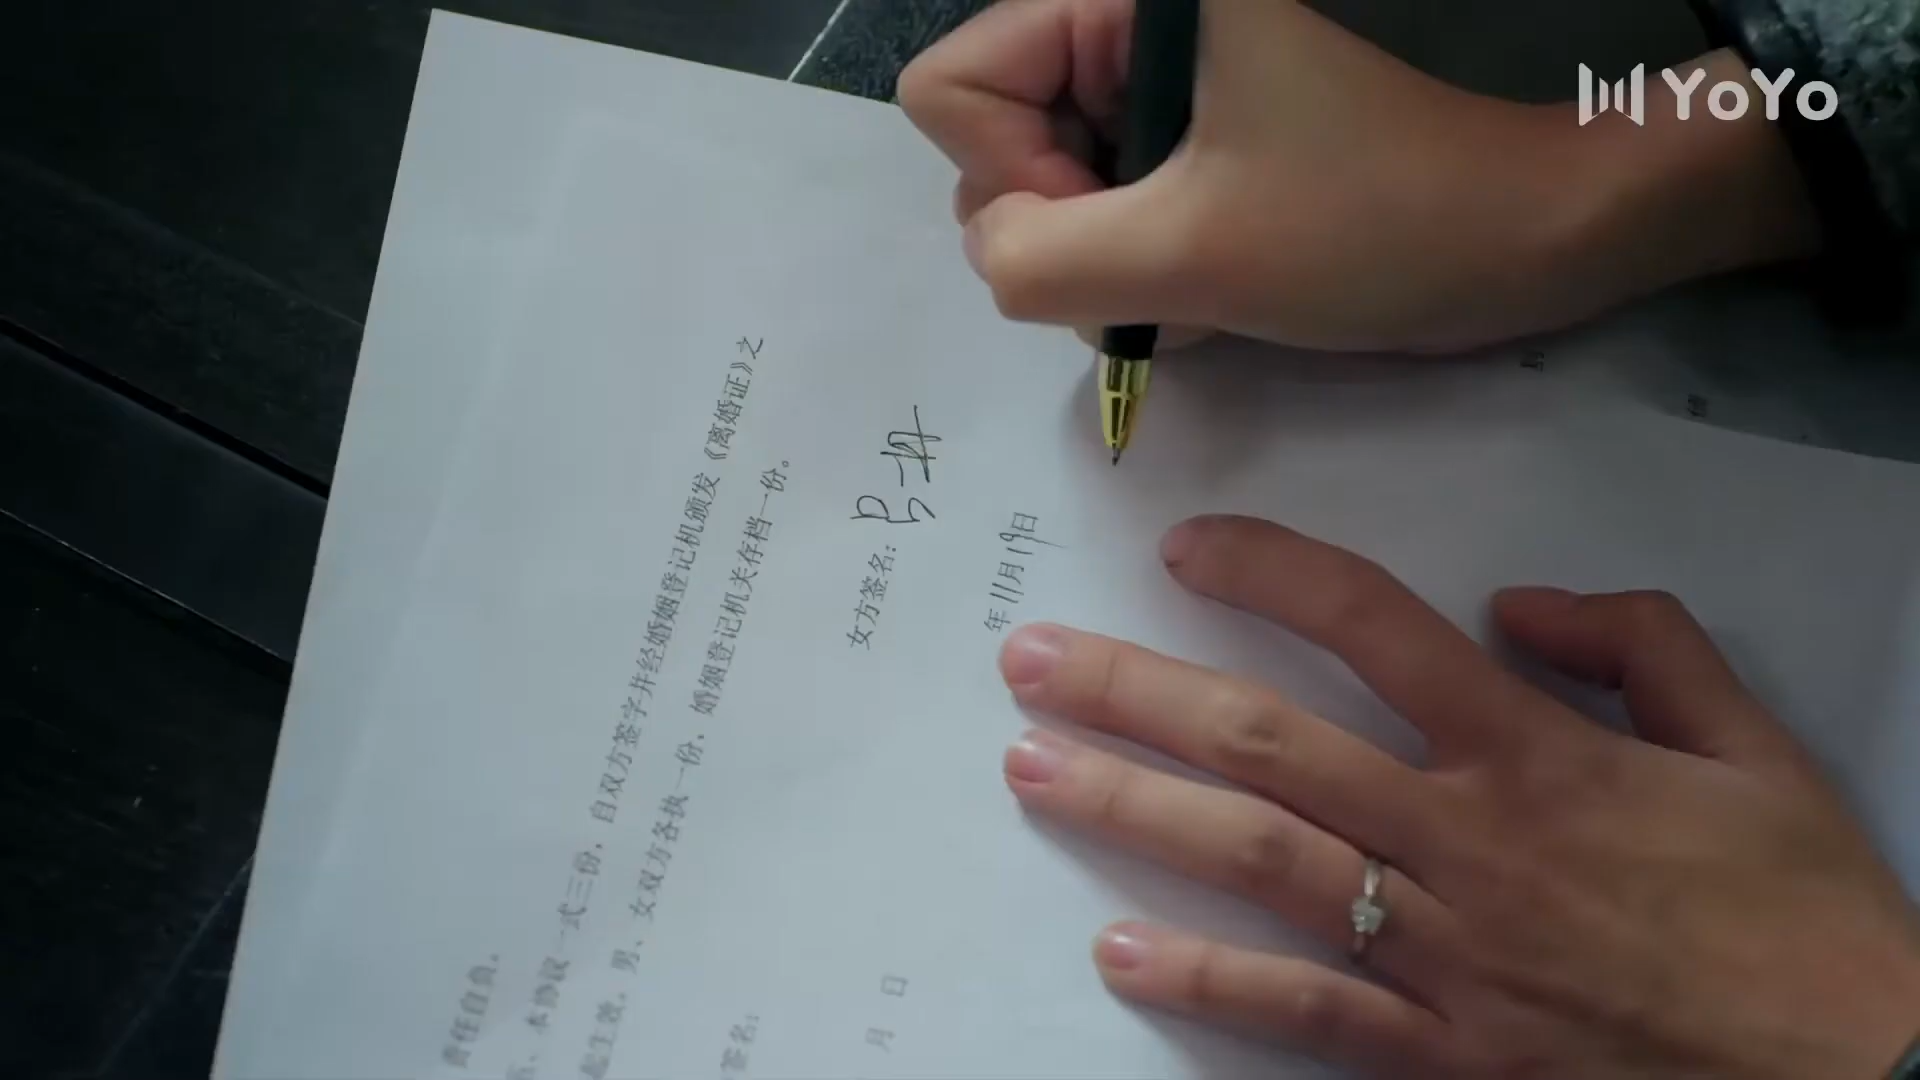 YoYo
责任自负。
五、本协议一式三份，自双方签字并经婚姻登记机颁发《离婚证》之
起生效，男、女双方各执一份，婚姻登记机关存档一份。
签名： 女方签名：吕
月 日 年11月19日